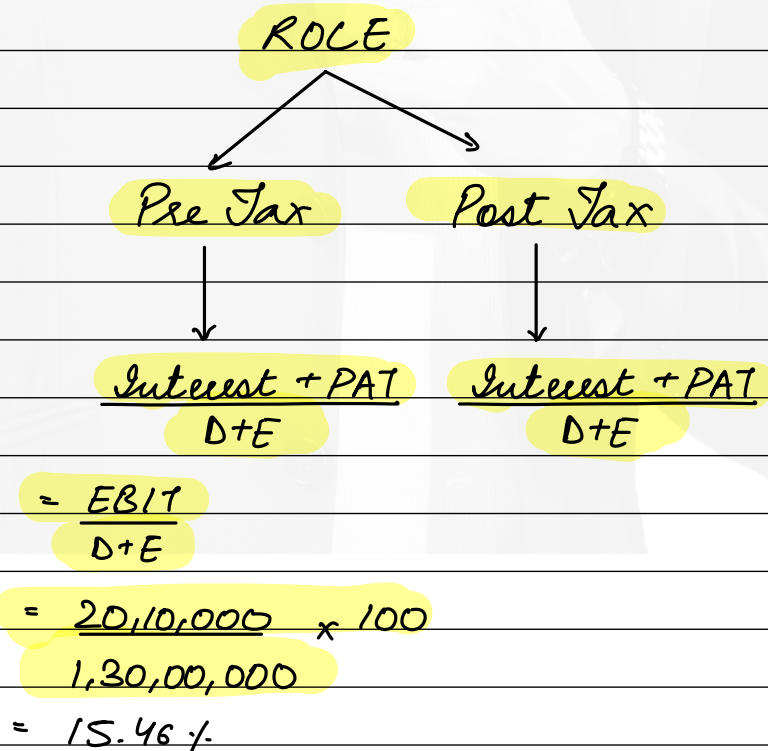 ROCE
Pre Tax Post Tax
Interest + PAT Interest + PAT
D+E D+E
= EBIT
D+E
= 20,10,000 x 100
1,30,00,000
= 15.46 %